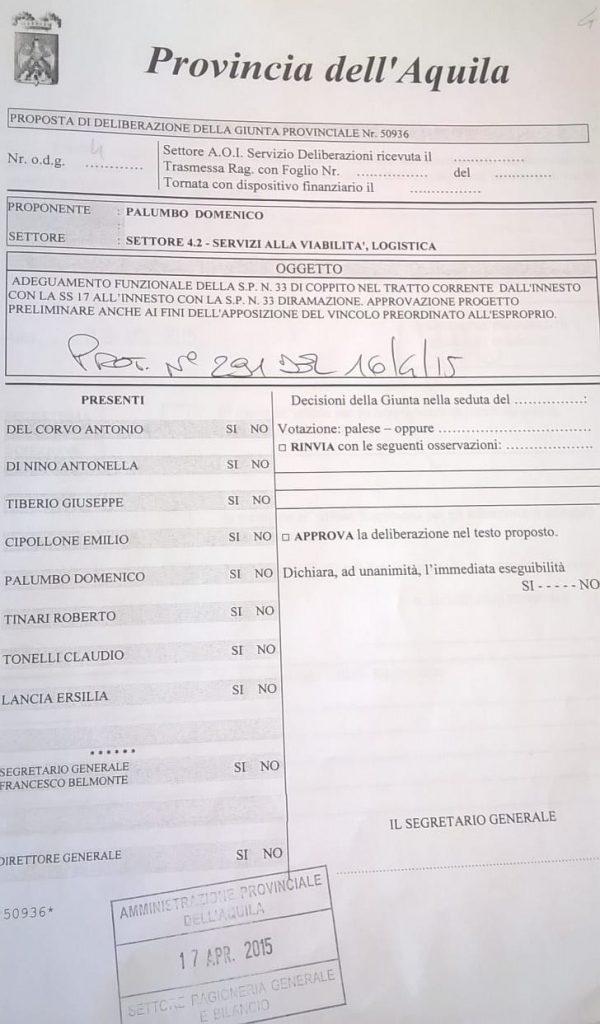 Provincia dell'Aquila
PROPOSTA DI DELIBERAZIONE DELLA GIUNTA PROVINCIALE Nr. 50936
Nr. o.d.g. 4 ...............
Settore A.O.I. Servizio Deliberazioni ricevuta il ..................
Trasmessa Rag. con Foglio Nr. .................. del ...............
Tornata con dispositivo finanziario il ..................
PROPONENTE : PALUMBO DOMENICO
:
SETTORE : SETTORE 4.2 - SERVIZI ALLA VIABILITA', LOGISTICA
OGGETTO
ADEGUAMENTO FUNZIONALE DELLA S.P. N. 33 DI COPPITO NEL TRATTO CORRENTE DALL'INNESTO
CON LA SS 17 ALL'INNESTO CON LA S.P. N. 33 DIRAMAZIONE. APPROVAZIONE PROGETTO
PRELIMINARE ANCHE AI FINI DELL'APPOSIZIONE DEL VINCOLO PREORDINATO ALL'ESPROPRIO.
PROT. N° 291 DEL 16/4/15
PRESENTI
DEL CORVO ANTONIO SI NO
DI NINO ANTONELLA SI NO
TIBERIO GIUSEPPE SI NO
CIPOLLONE EMILIO SI NO
PALUMBO DOMENICO SI NO
TINARI ROBERTO SI NO
TONELLI CLAUDIO SI NO
LANCIA ERSILIA SI NO
******
SEGRETARIO GENERALE SI NO
FRANCESCO BELMONTE
DIRETTORE GENERALE SI NO
Decisioni della Giunta nella seduta del ...............:
Votazione: palese – oppure ...............................
□ RINVIA con le seguenti osservazioni: ..................
□ APPROVA la deliberazione nel testo proposto.
Dichiara, ad unanimità, l'immediata eseguibilità
SI - - - - - NO
IL SEGRETARIO GENERALE
50936*
AMMINISTRAZIONE PROVINCIALE
DELL'AQUILA
17 APR. 2015
SETTORE RAGIONERIA GENERALE
E BILANCIO